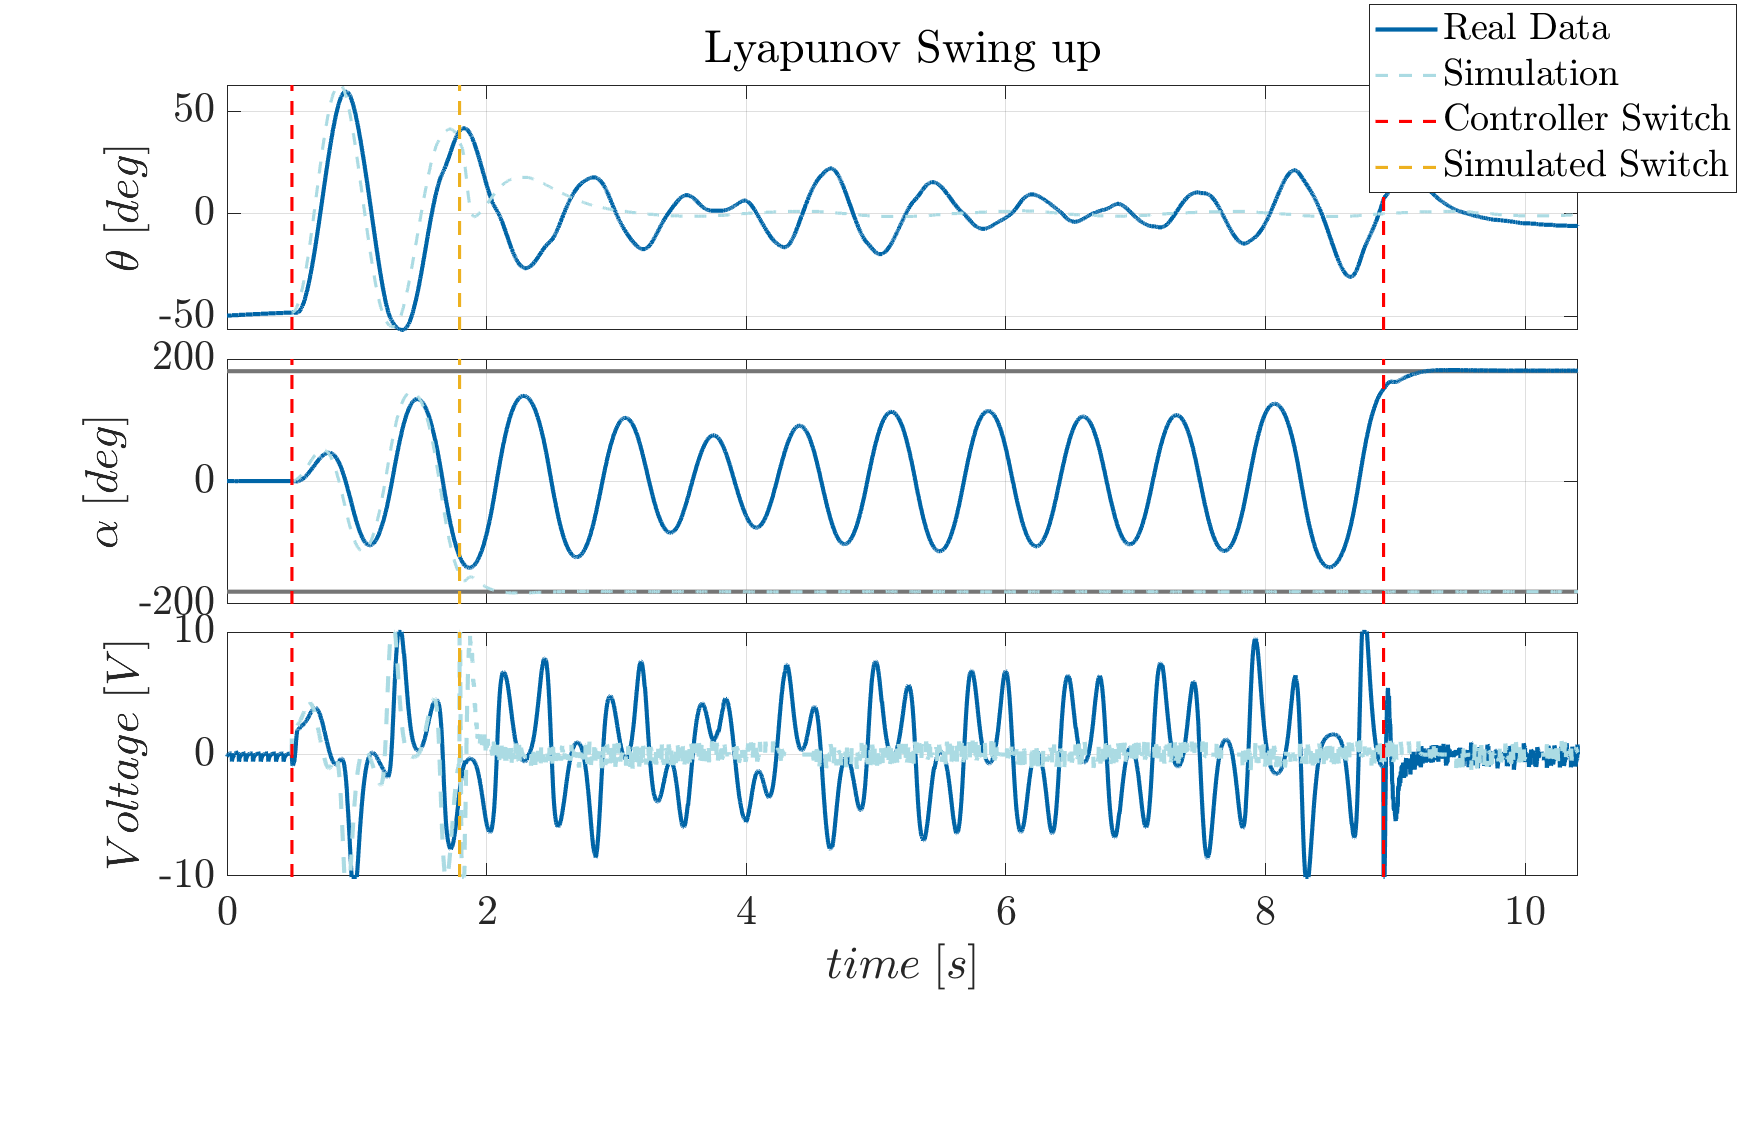 Lyapunov Swing up
Real Data
Simulation
Controller Switch
Simulated Switch
50
0
-50
θ [deg]
200
0
-200
α [deg]
10
0
-10
Voltage [V]
0 2 4 6 8 10
time [s]